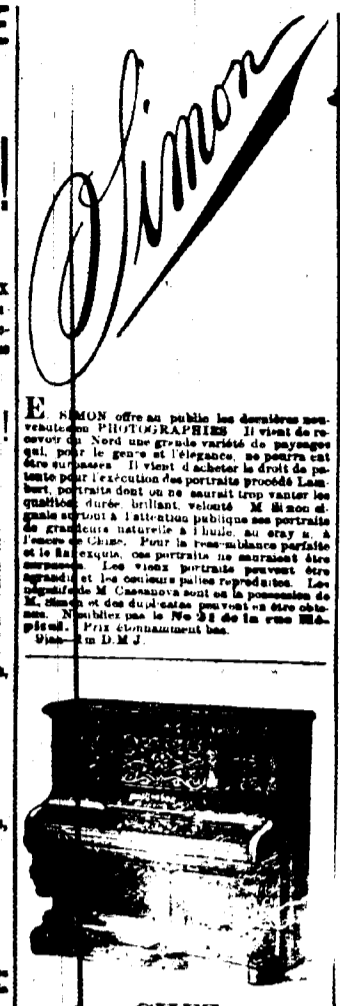 Simon
E. SIMON offre au public les dernières nou-
veautés en PHOTOGRAPHIES Il vient de re-
cevoir du Nord une grande variété de paysages
qui, pour le genre et l'élégance, ne pourra ent
être surpassés Il vient d'acheter le droit de pa-
tente pour l'exécution des portraits procédé Lam-
bert, portraits dont on ne saurait trop vanter les
qualités: durée, brillant, velouté M Simon si-
gnale surtout à l'attention publique ses portraits
de grandeurs naturelle à l huile, au crayon, à
l'encre de Chine. Pour la ressemblance parfaite
et le fini exquis, ces portraits ne sauraient être
surpassés. Les vieux portraits peuvent être
agrandis et les couleurs pâlies reproduites. Les
négatifs de M Cassanova sont en la possession de
M. Simon et des duplicatas peuvent en être obte-
nus. N'oubliez pas le No 21 de la rue Hô-
pital. Prix étonnamment bas.
9jan—1m D.M J.